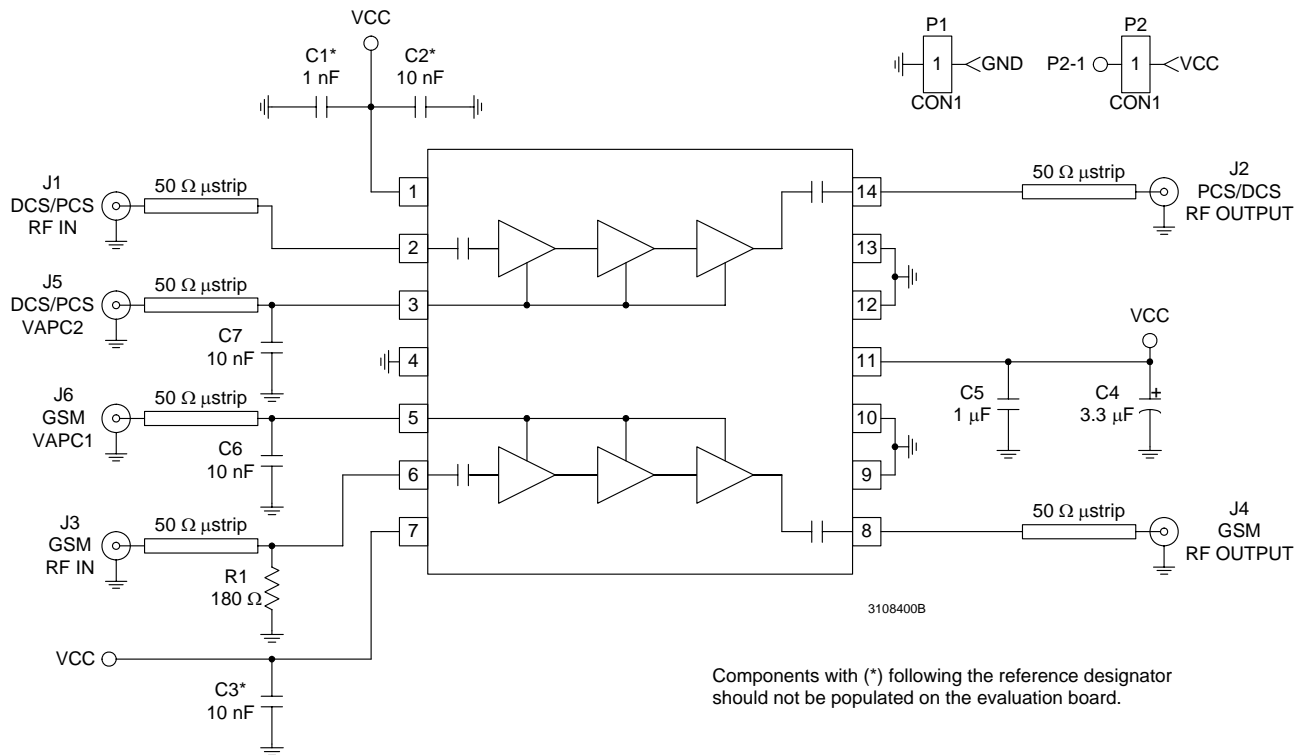 VCC
C1*
1 nF
C2*
10 nF
P1
1
GND
CON1
P2
P2-1
1
VCC
CON1
J1
DCS/PCS
RF IN
50 Ω μstrip
1
2
J5
DCS/PCS
VAPC2
50 Ω μstrip
3
C7
10 nF
4
J6
GSM
VAPC1
50 Ω μstrip
5
C6
10 nF
6
J3
GSM
RF IN
50 Ω μstrip
7
R1
180 Ω
VCC
C3*
10 nF
14
50 Ω μstrip
J2
PCS/DCS
RF OUTPUT
13
12
VCC
11
C5
1 μF
C4
+
3.3 μF
10
9
8
50 Ω μstrip
J4
GSM
RF OUTPUT
3108400B
Components with (*) following the reference designator
should not be populated on the evaluation board.